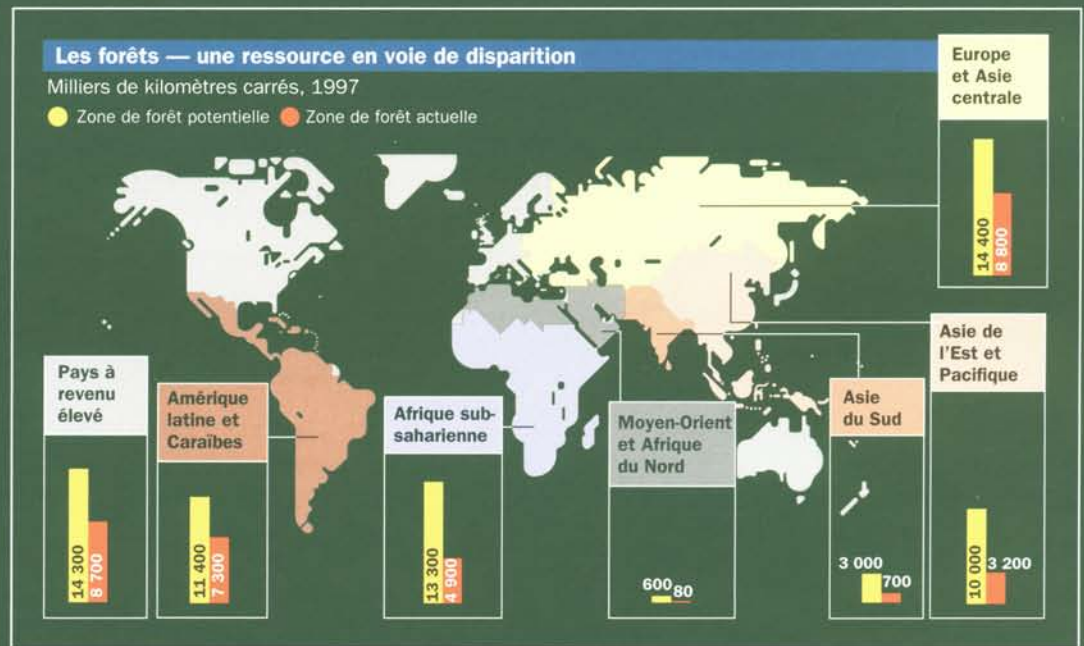 Les forêts — une ressource en voie de disparition
Milliers de kilomètres carrés, 1997
Zone de forêt potentielle
Zone de forêt actuelle
Europe
et Asie
centrale
14 400
8 800
Pays à
revenu
élevé
14 300
8 700
Amérique
latine et
Caraïbes
11 400
7 300
Afrique sub-
saharienne
13 300
4 900
Moyen-Orient
et Afrique
du Nord
600
80
Asie
du Sud
3 000
700
Asie de
l'Est et
Pacifique
10 000
3 200